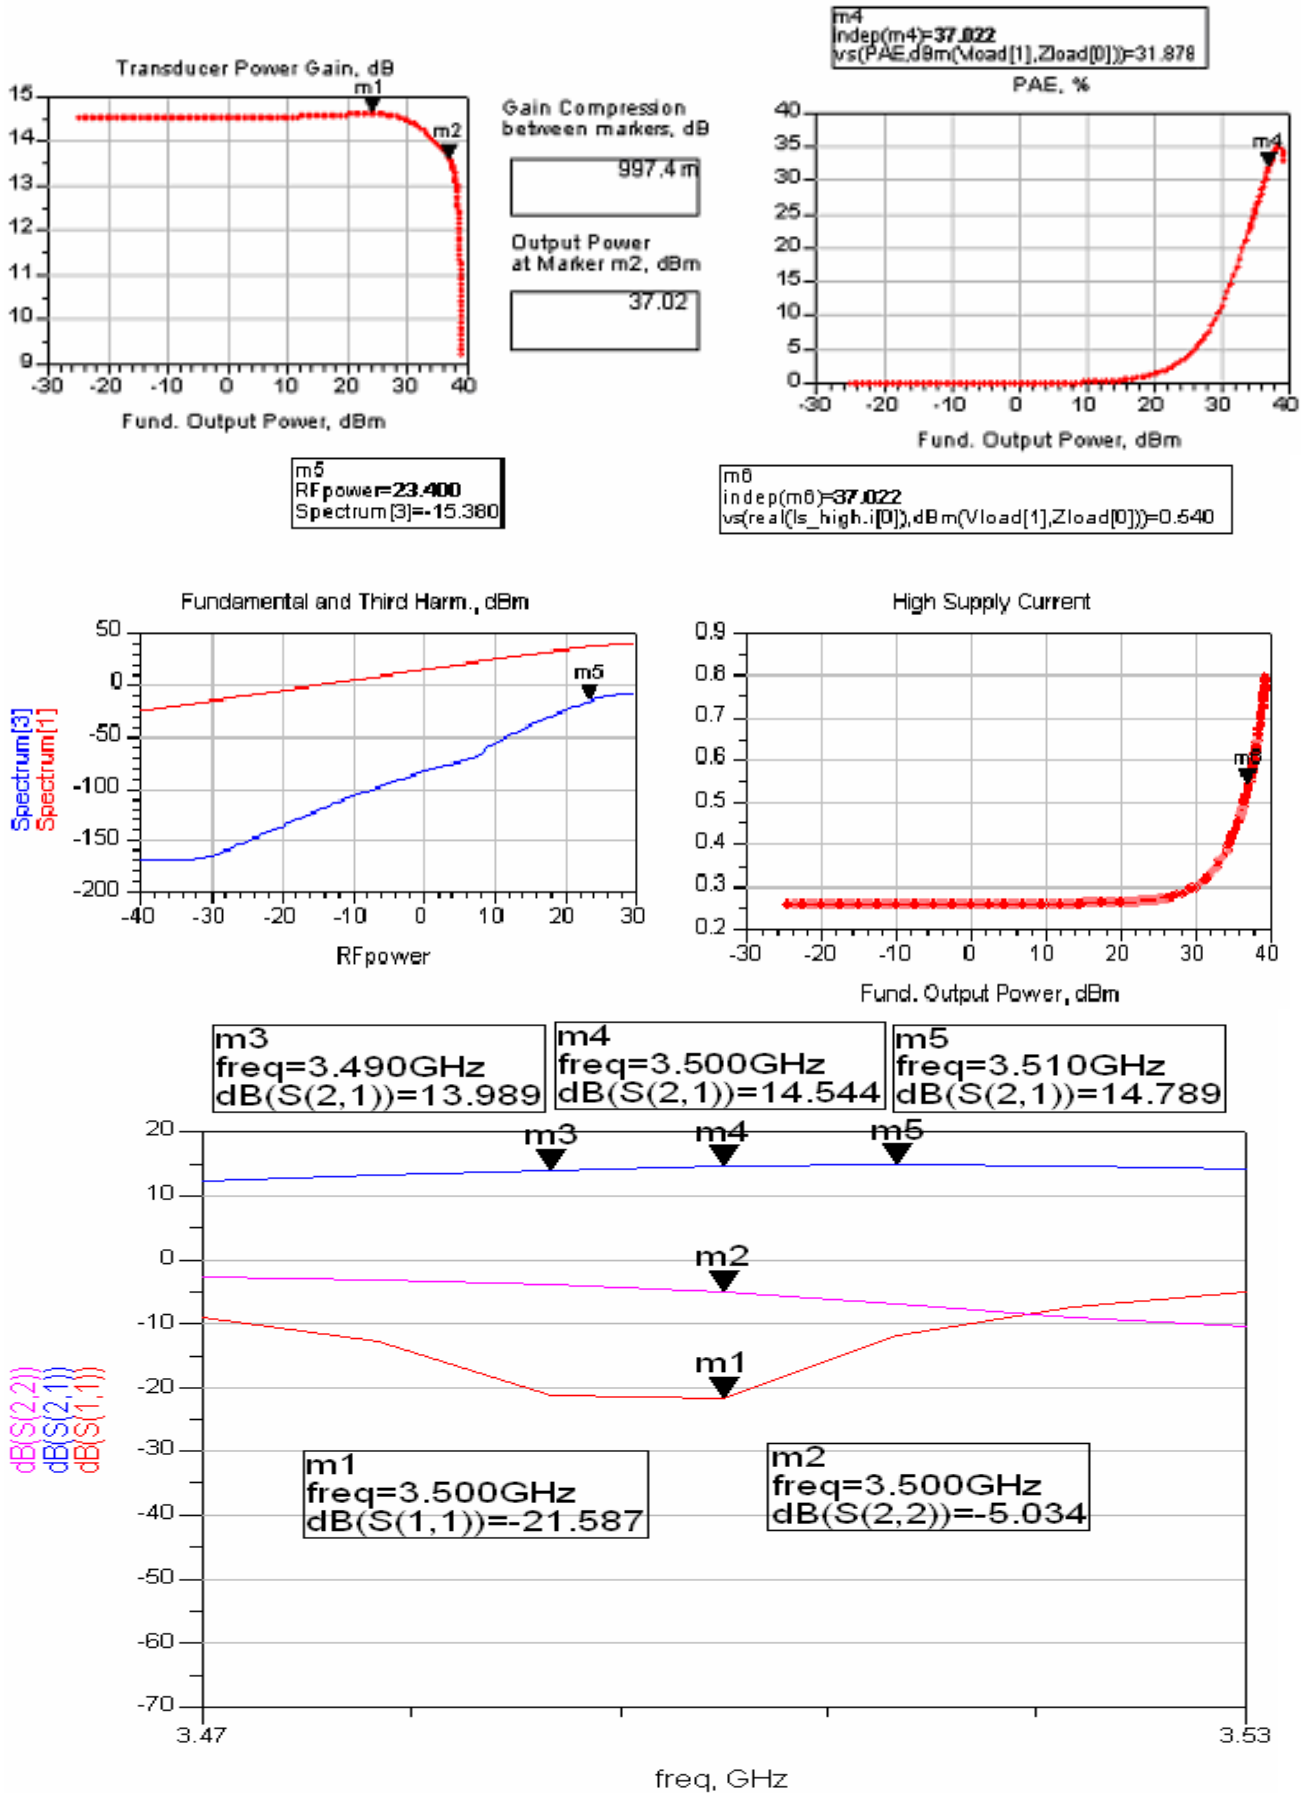 m4
indep(m4)=37.022
vs(PAE,dBm(Vload[1],Zload[0]))=31.878
Transducer Power Gain, dB
m1
m2
15
14
13
12
11
10
9
-30 -20 -10 0 10 20 30 40
Fund. Output Power, dBm
Gain Compression
between markers, dB
997.4 m
Output Power
at Marker m2, dBm
37.02
PAE, %
m4
40
35
30
25
20
15
10
5
0
-30 -20 -10 0 10 20 30 40
Fund. Output Power, dBm
m5
RFpower=23.400
Spectrum[3]=-15.380
m6
indep(m6)=37.022
vs(real(Is_high.i[0]),dBm(Vload[1],Zload[0]))=0.540
Fundamental and Third Harm., dBm
m5
50
0
-50
-100
-150
-200
Spectrum[3]
Spectrum[1]
-40 -30 -20 -10 0 10 20 30
RFpower
High Supply Current
0.9
0.8
0.7
0.6
0.5
0.4
0.3
0.2
-30 -20 -10 0 10 20 30 40
Fund. Output Power, dBm
m3
freq=3.490GHz
dB(S(2,1))=13.989
m4
freq=3.500GHz
dB(S(2,1))=14.544
m5
freq=3.510GHz
dB(S(2,1))=14.789
m3
m4
m5
m2
m1
20
10
0
-10
-20
-30
-40
-50
-60
-70
dB(S(2,2))
dB(S(2,1))
dB(S(1,1))
m1
freq=3.500GHz
dB(S(1,1))=-21.587
m2
freq=3.500GHz
dB(S(2,2))=-5.034
3.47 3.53
freq, GHz